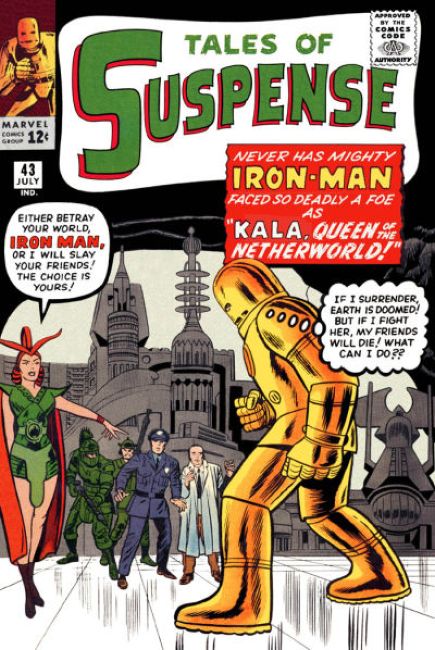 APPROVED
BY THE
COMICS
CODE
AUTHORITY
TALES OF
SUSPENSE
MARVEL
COMICS
GROUP
12¢
43
JULY
IND.
NEVER HAS MIGHTY
IRON-MAN
FACED SO DEADLY A FOE
AS
"KALA, QUEEN OF THE
NETHERWORLD!"
EITHER BETRAY
YOUR WORLD,
IRON MAN,
OR I WILL SLAY
YOUR FRIENDS!
THE CHOICE IS
YOURS!
IF I SURRENDER,
EARTH IS DOOMED!
BUT IF I FIGHT
HER, MY FRIENDS
WILL DIE! WHAT
CAN I DO??